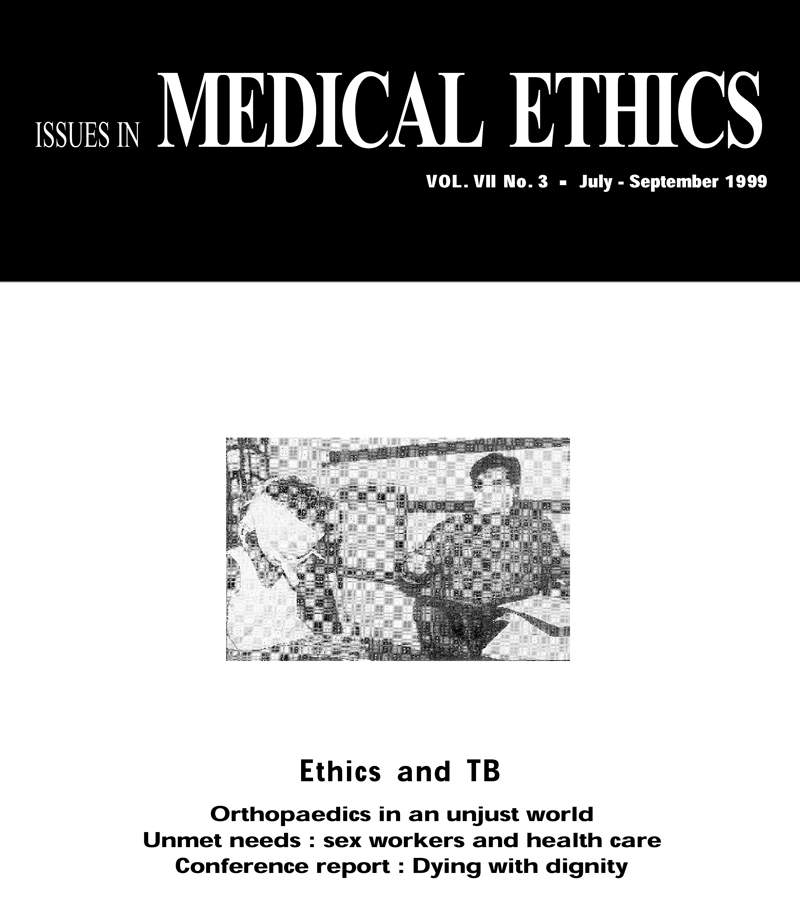 ISSUES IN MEDICAL ETHICS
VOL. VII No. 3 - July - September 1999
Ethics and TB
Orthopaedics in an unjust world
Unmet needs : sex workers and health care
Conference report : Dying with dignity